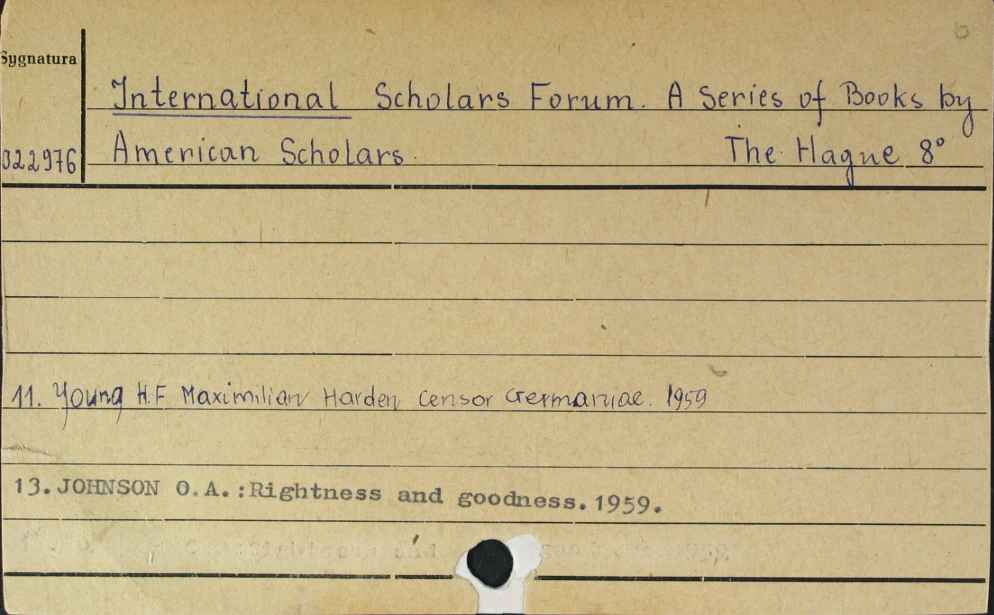 Sygnatura
International Scholars Forum. A Series of Books by
022976 American Scholars. The Hague 8°
11. Young H.F Maximilian Harden Censor Germaniae. 1959
13. JOHNSON O.A.:Rightness and goodness.1959.